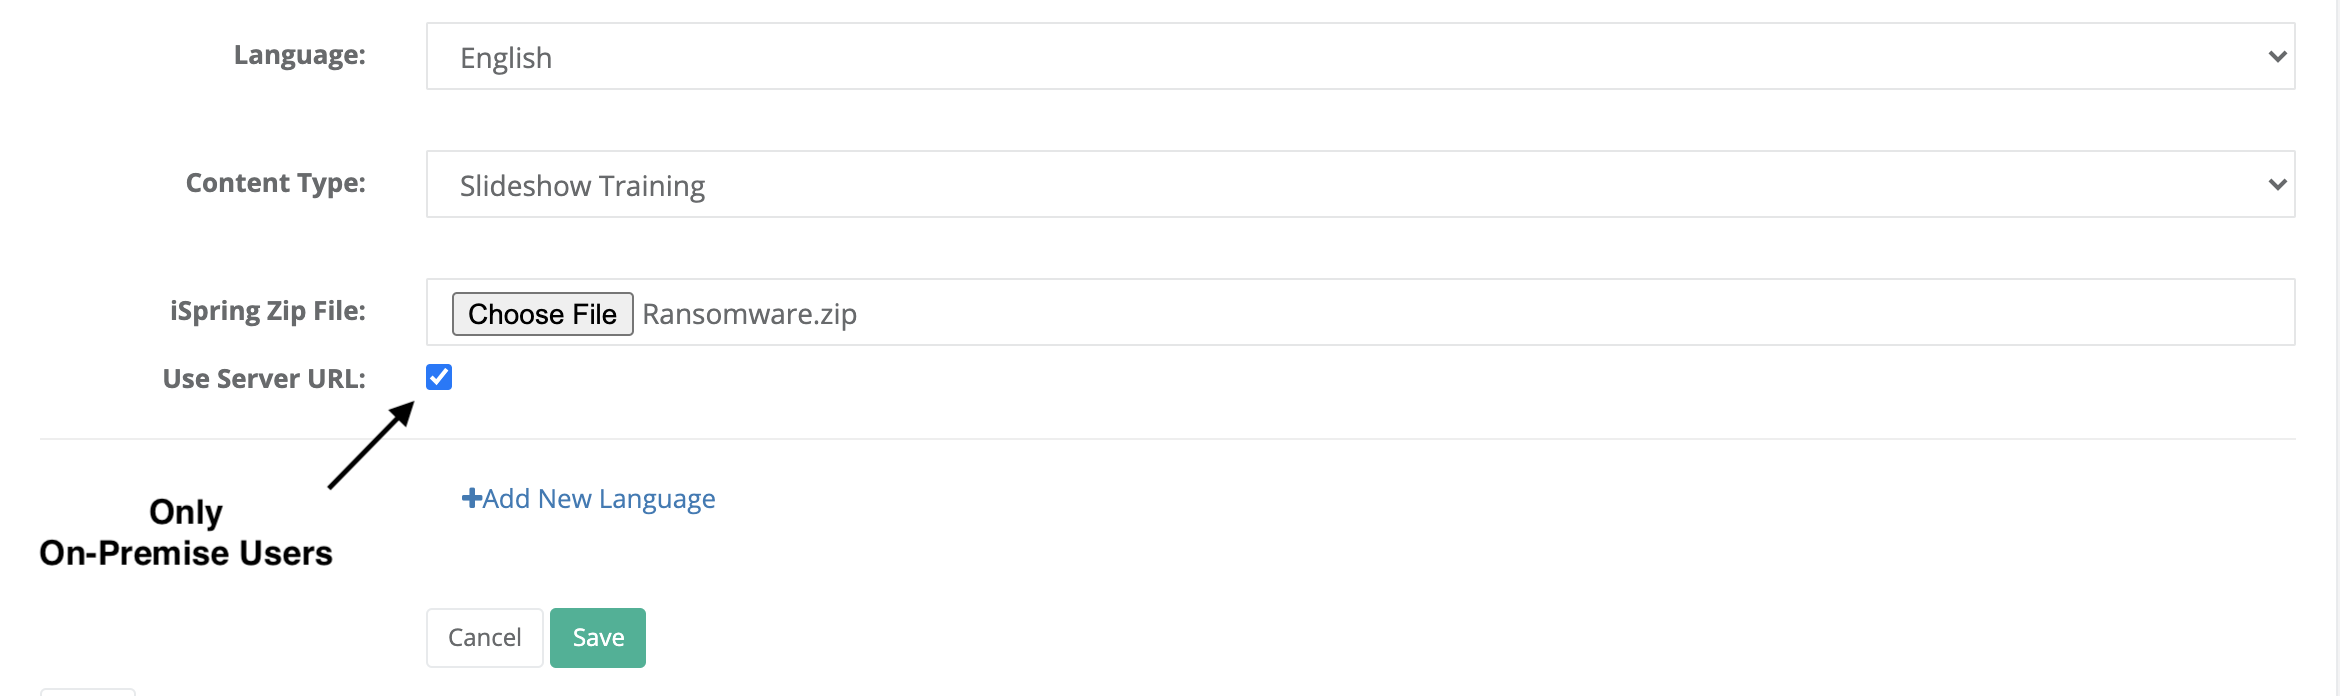 Language:
English
Content Type:
Slideshow Training
iSpring Zip File:
Choose File Ransomware.zip
Use Server URL:
Only
On-Premise Users
Add New Language
Cancel
Save